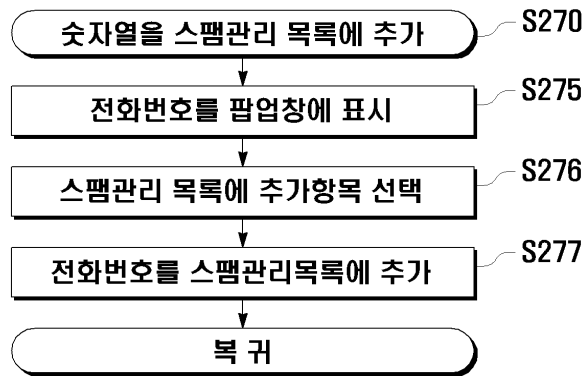 숫자열을 스팸관리 목록에 추가
S270
전화번호를 팝업창에 표시
S275
스팸관리 목록에 추가항목 선택
S276
전화번호를 스팸관리목록에 추가
S277
복 귀